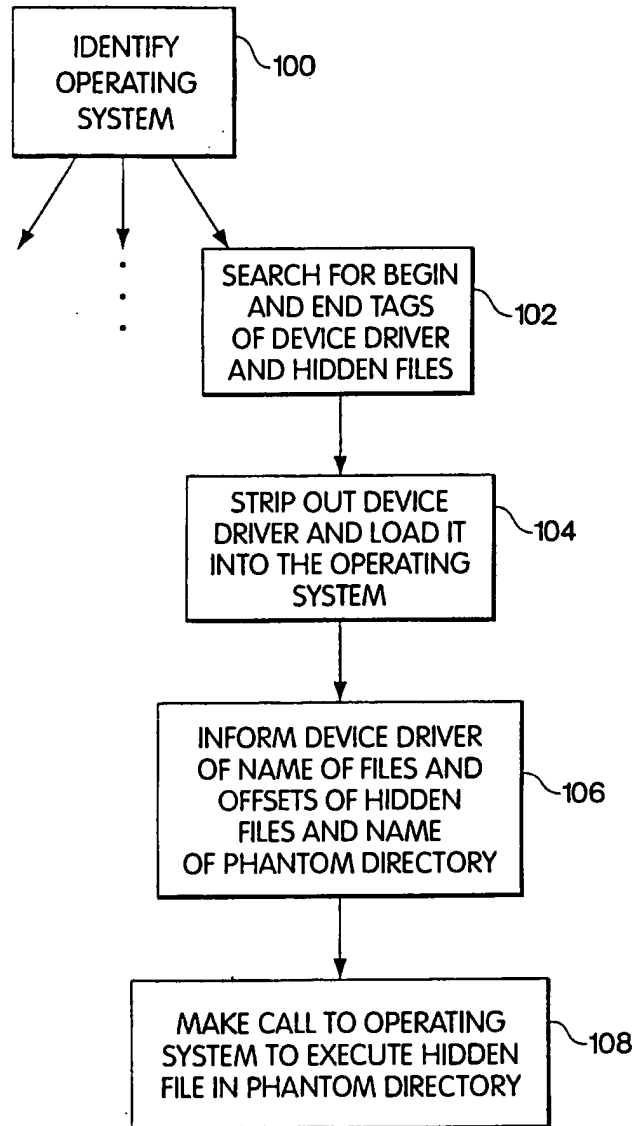 IDENTIFY
OPERATING
SYSTEM
100
SEARCH FOR BEGIN
AND END TAGS
OF DEVICE DRIVER
AND HIDDEN FILES
102
STRIP OUT DEVICE
DRIVER AND LOAD IT
INTO THE OPERATING
SYSTEM
104
INFORM DEVICE DRIVER
OF NAME OF FILES AND
OFFSETS OF HIDDEN
FILES AND NAME
OF PHANTOM DIRECTORY
106
MAKE CALL TO OPERATING
SYSTEM TO EXECUTE HIDDEN
FILE IN PHANTOM DIRECTORY
108